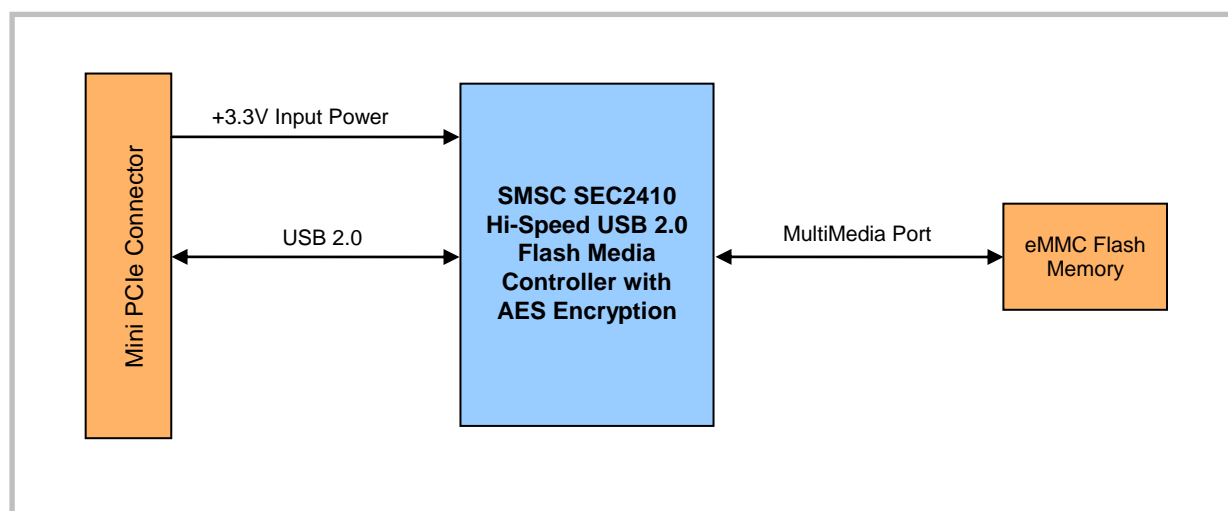 Mini PCIe Connector
+3.3V Input Power
USB 2.0
SMSC SEC2410
Hi-Speed USB 2.0
Flash Media
Controller with
AES Encryption
MultiMedia Port
eMMC Flash
Memory